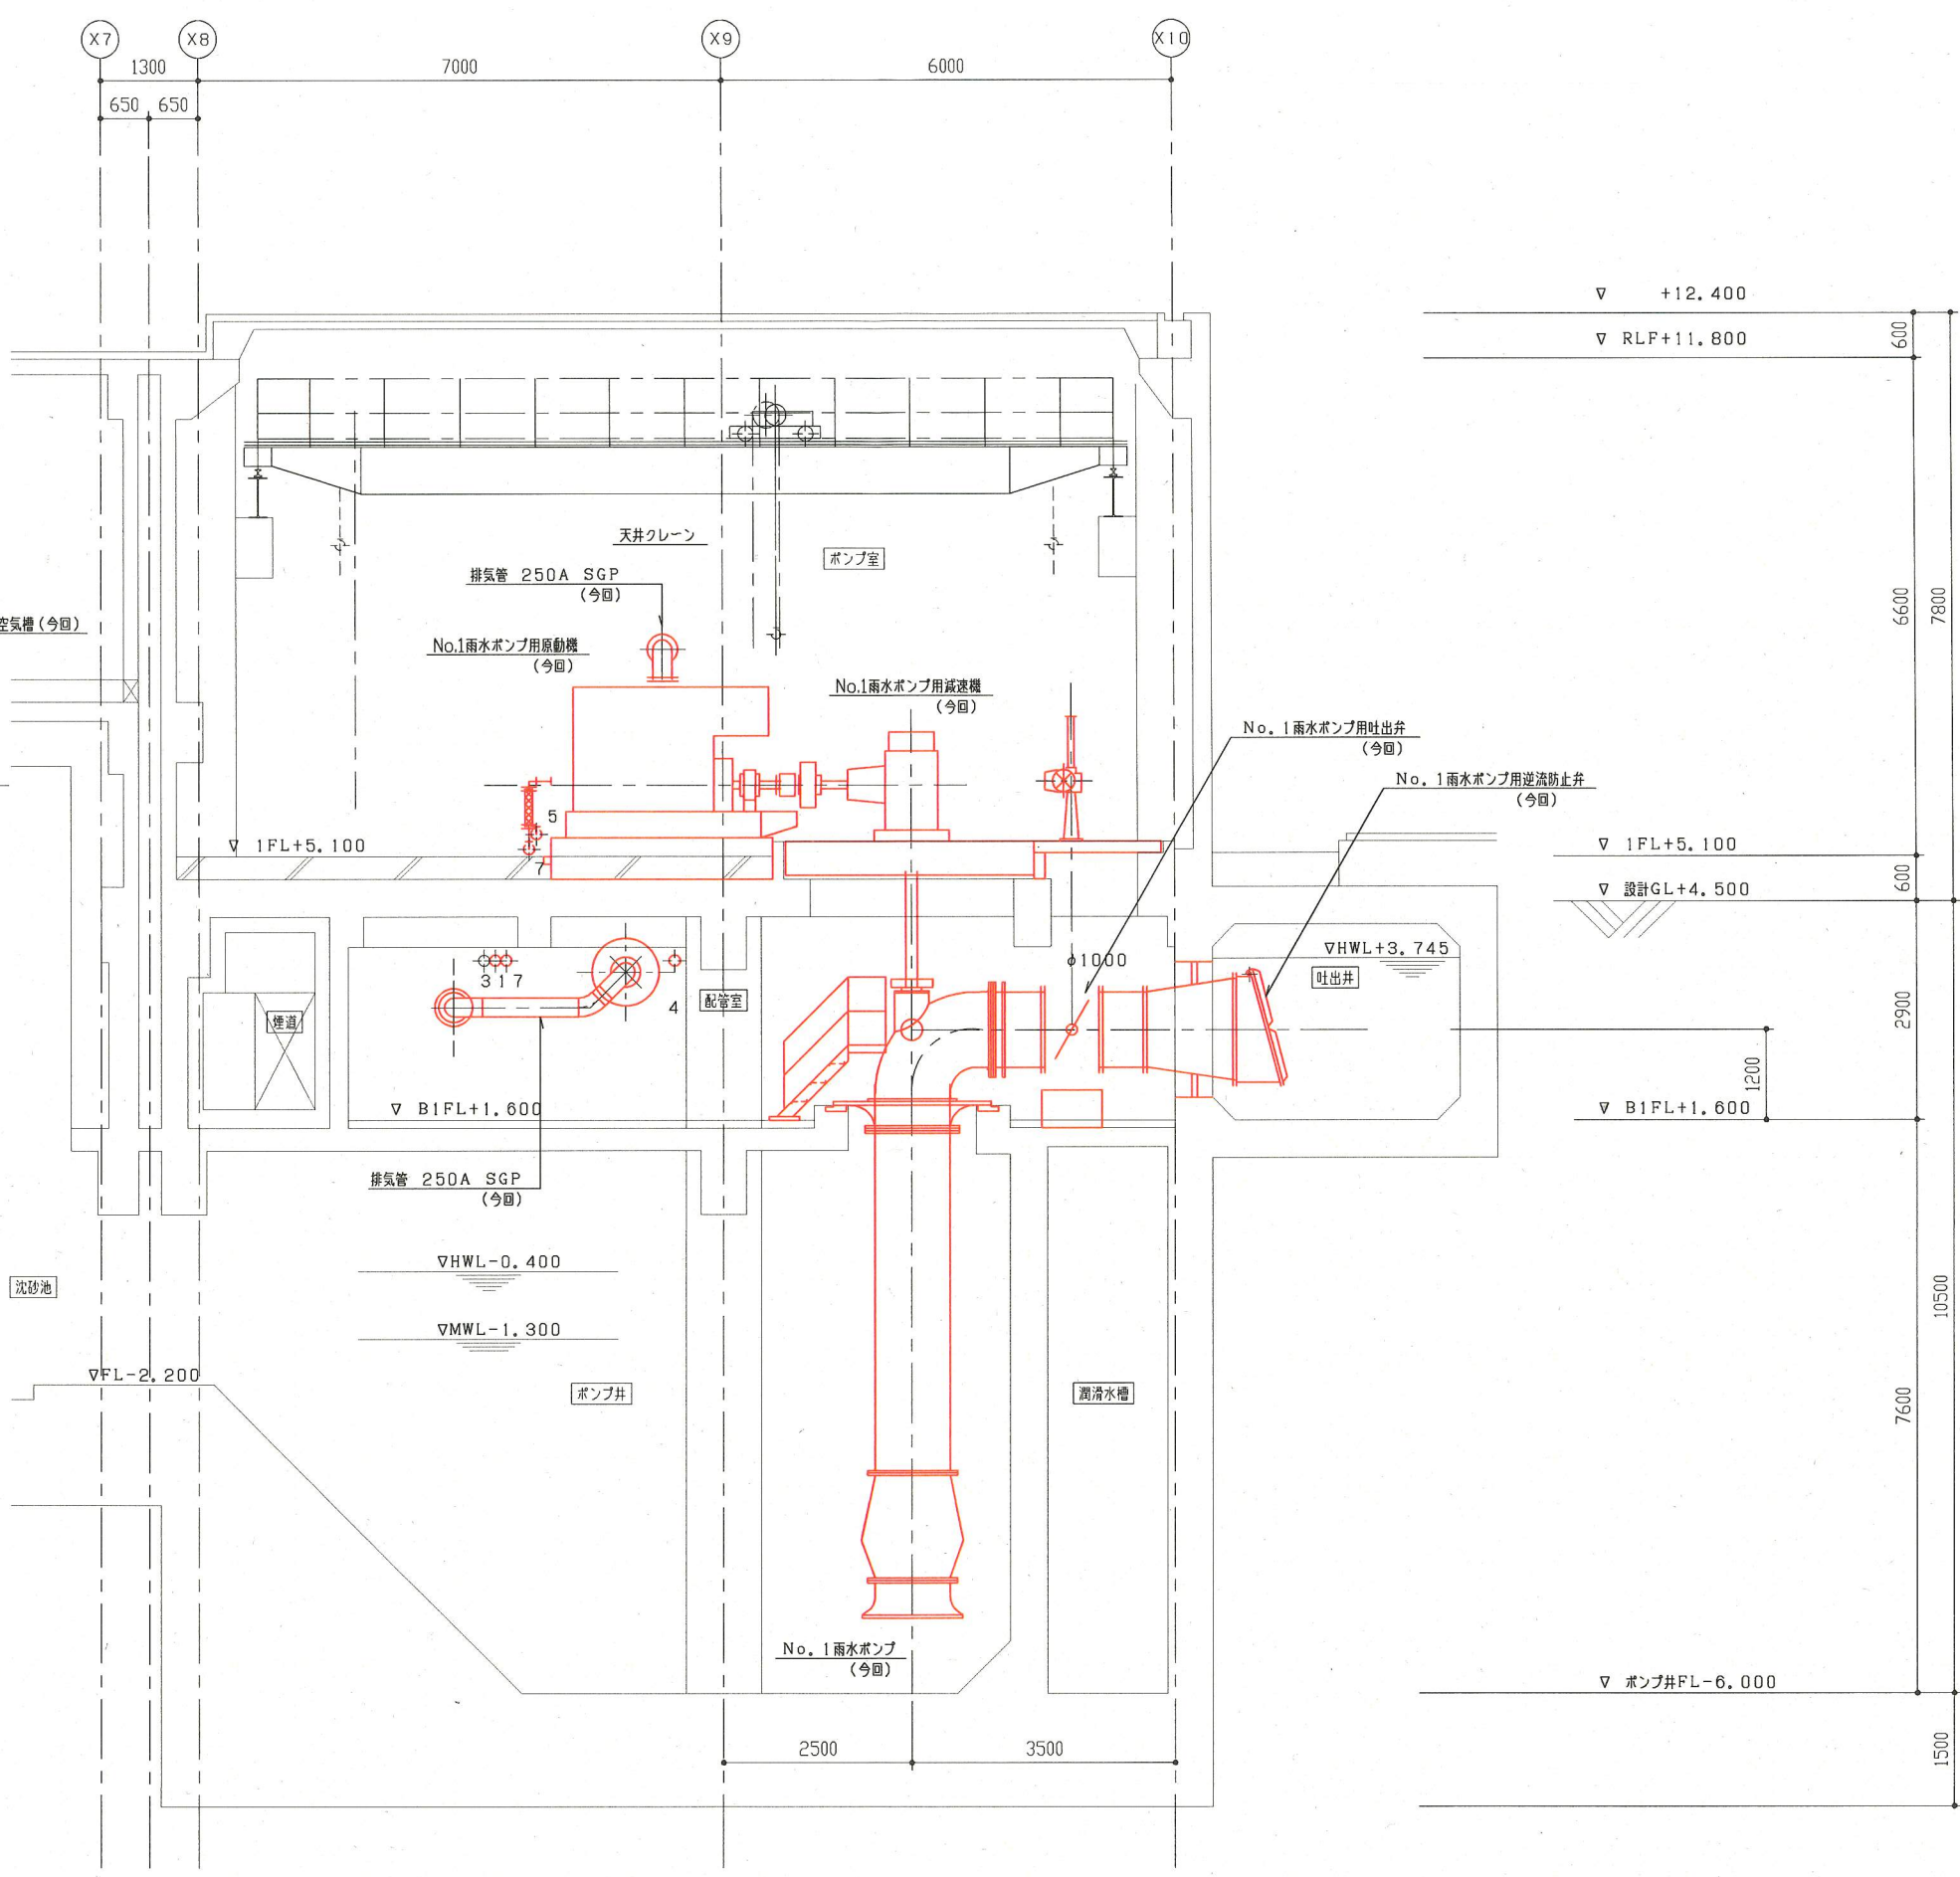 X7
X8
X9
X10
1300
7000
6000
650
650
▽ +12.400
600
▽ RLF+11.800
天井クレーン
ポンプ室
排気管 250A SGP
(今回)
6600
7800
空気槽(今回)
No.1雨水ポンプ用原動機
(今回)
No.1雨水ポンプ用減速機
(今回)
No. 1雨水ポンプ用吐出弁
(今回)
No. 1雨水ポンプ用逆流防止弁
(今回)
5
7
▽ 1FL+5.100
▽ 1FL+5.100
600
▽ 設計GL+4.500
▽HWL+3.745
吐出井
φ1000
317
4
配管室
煙道
2900
1200
▽ B1FL+1.600
▽ B1FL+1.600
排気管 250A SGP
(今回)
▽HWL-0.400
沈砂池
▽MWL-1.300
10500
▽FL-2.200
ポンプ井
潤滑水槽
7600
No. 1雨水ポンプ
(今回)
▽ ポンプ井FL-6.000
2500
3500
1500